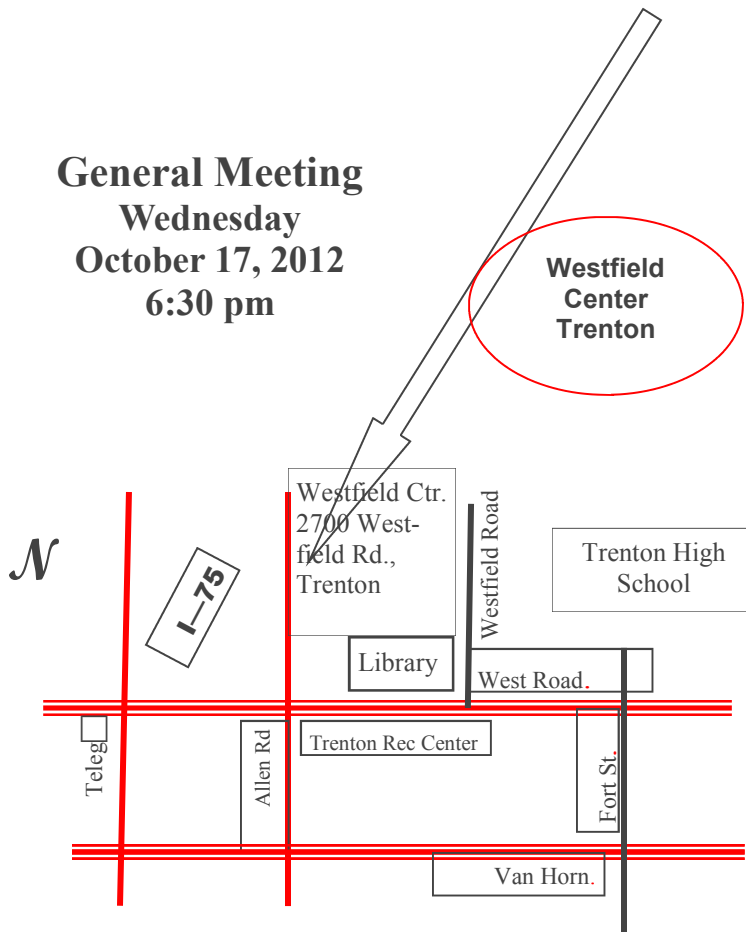 General Meeting
Wednesday
October 17, 2012
6:30 pm
Westfield
Center
Trenton
Westfield Ctr.
2700 West-
field Rd.,
Trenton
Westfield Road
Trenton High
School
N
I—75
Library
West Road.
Teleg
Allen Rd
Trenton Rec Center
Fort St.
Van Horn.